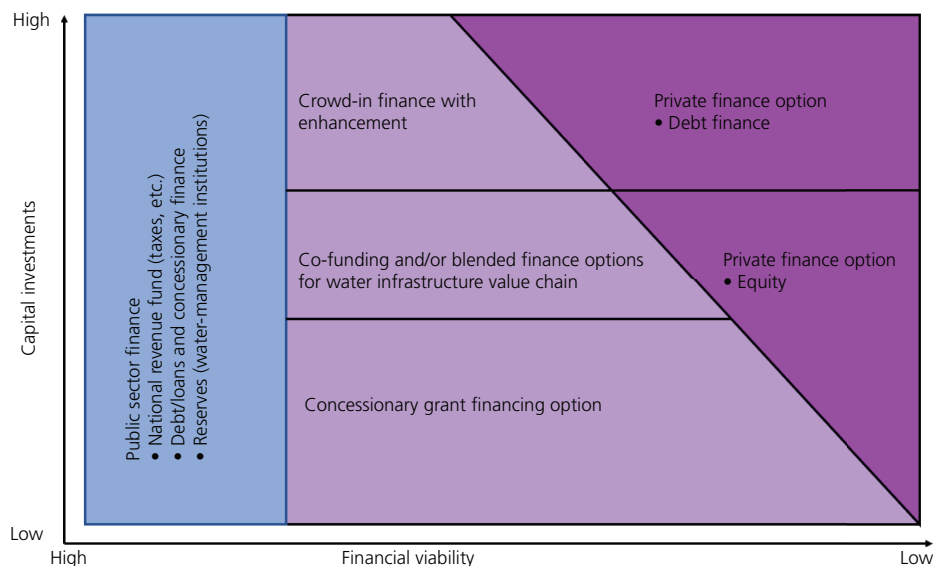 High
Capital investments
Low
Public sector finance
• National revenue fund (taxes, etc.)
• Debt/loans and concessionary finance
• Reserves (water-management institutions)
Crowd-in finance with
enhancement
Private finance option
• Debt finance
Co-funding and/or blended finance options
for water infrastructure value chain
Private finance option
• Equity
Concessionary grant financing option
High
Financial viability
Low